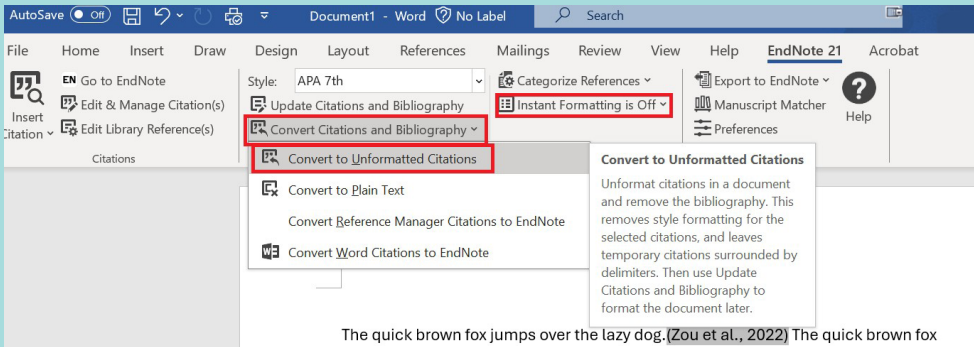 AutoSave Off Document1 - Word No Label Search
File Home Insert Draw Design Layout References Mailings Review View Help EndNote 21 Acrobat
EN Go to EndNote Style: APA 7th Categorize References Export to EndNote
Edit & Manage Citation(s) Update Citations and Bibliography Instant Formatting is Off Manuscript Matcher
Insert Citation Edit Library Reference(s) Convert Citations and Bibliography Preferences Help
Citations
Convert to Unformatted Citations
Convert to Plain Text
Convert Reference Manager Citations to EndNote
Convert Word Citations to EndNote
Convert to Unformatted Citations
Unformat citations in a document
and remove the bibliography. This
removes style formatting for the
selected citations, and leaves
temporary citations surrounded by
delimiters. Then use Update
Citations and Bibliography to
format the document later.
The quick brown fox jumps over the lazy dog.(Zou et al., 2022) The quick brown fox